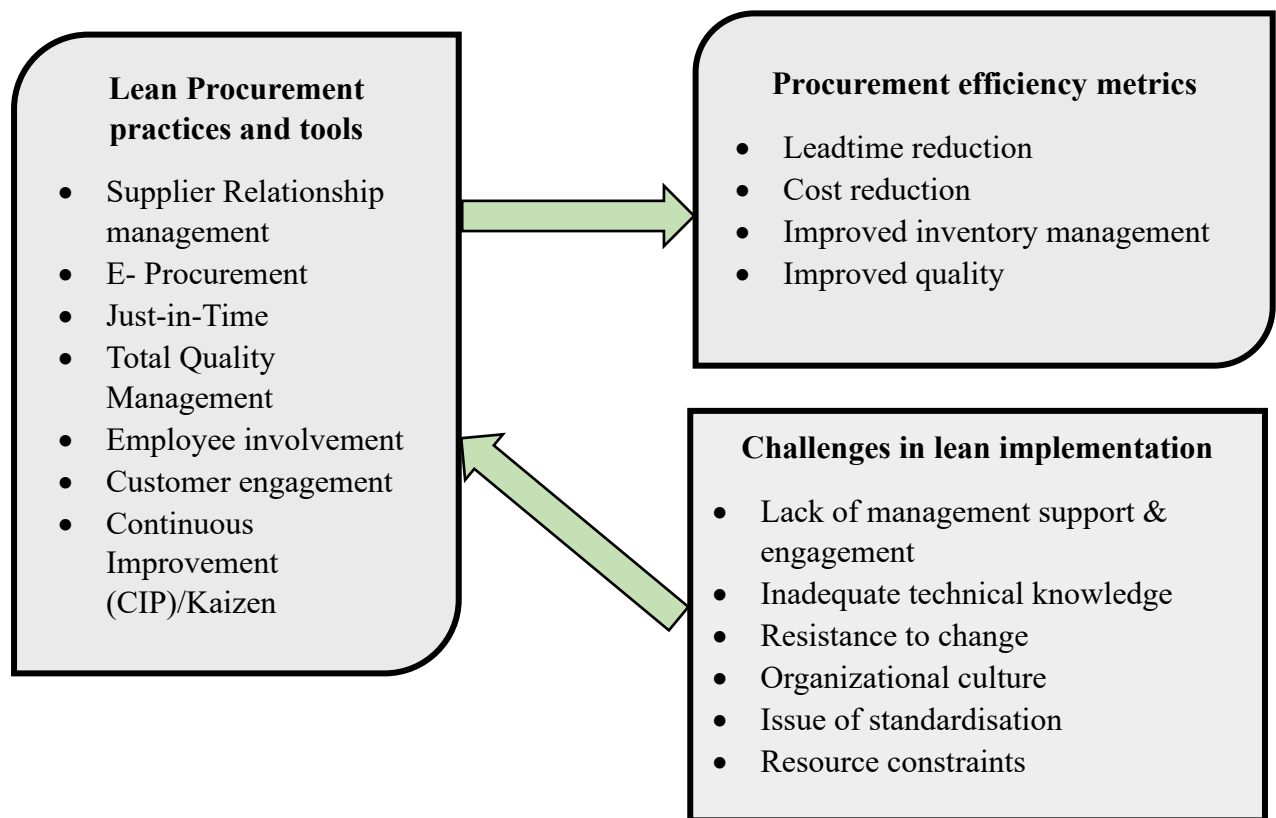 Lean Procurement
practices and tools
• Supplier Relationship
management
• E- Procurement
• Just-in-Time
• Total Quality
Management
• Employee involvement
• Customer engagement
• Continuous
Improvement
(CIP)/Kaizen
Procurement efficiency metrics
• Leadtime reduction
• Cost reduction
• Improved inventory management
• Improved quality
Challenges in lean implementation
• Lack of management support &
engagement
• Inadequate technical knowledge
• Resistance to change
• Organizational culture
• Issue of standardisation
• Resource constraints